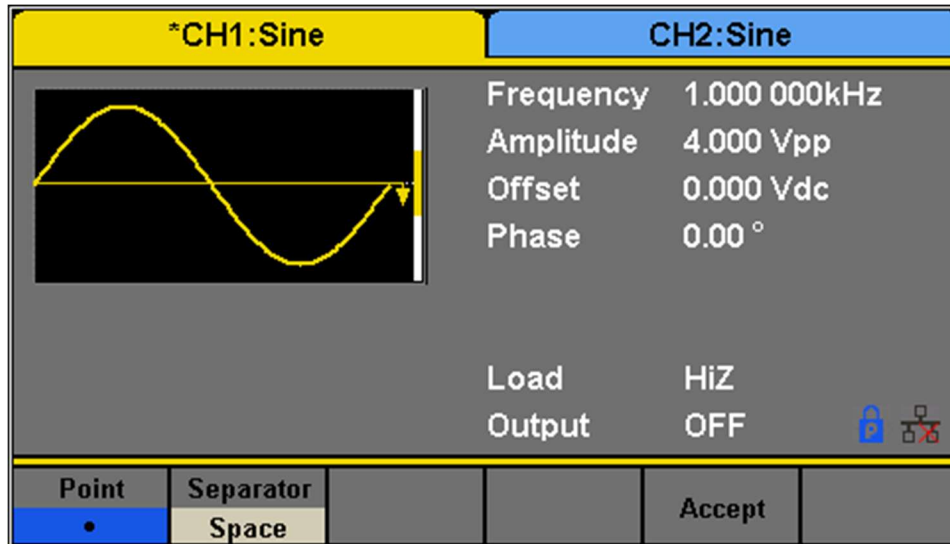 *CH1:Sine
CH2:Sine
Frequency 1.000 000kHz
Amplitude 4.000 Vpp
Offset 0.000 Vdc
Phase 0.00 °
Load HiZ
Output OFF
P
Point
•
Separator
Space
Accept